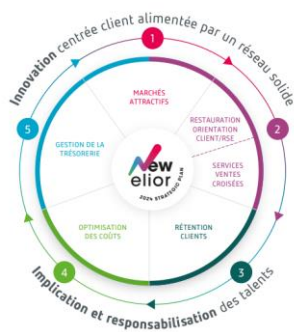 Innovation centrée client alimentée par un réseau solide
1
MARCHÉS
ATTRACTIFS
RESTAURATION
ORIENTATION
CLIENT/RSE
2
SERVICES
VENTES
CROISÉES
5
GESTION DE LA
TRÉSORERIE
New
elior
2024 STRATEGIC PLAN
OPTIMISATION
DES COÛTS
RÉTENTION
CLIENTS
4
3
Implication et responsabilisation des talents